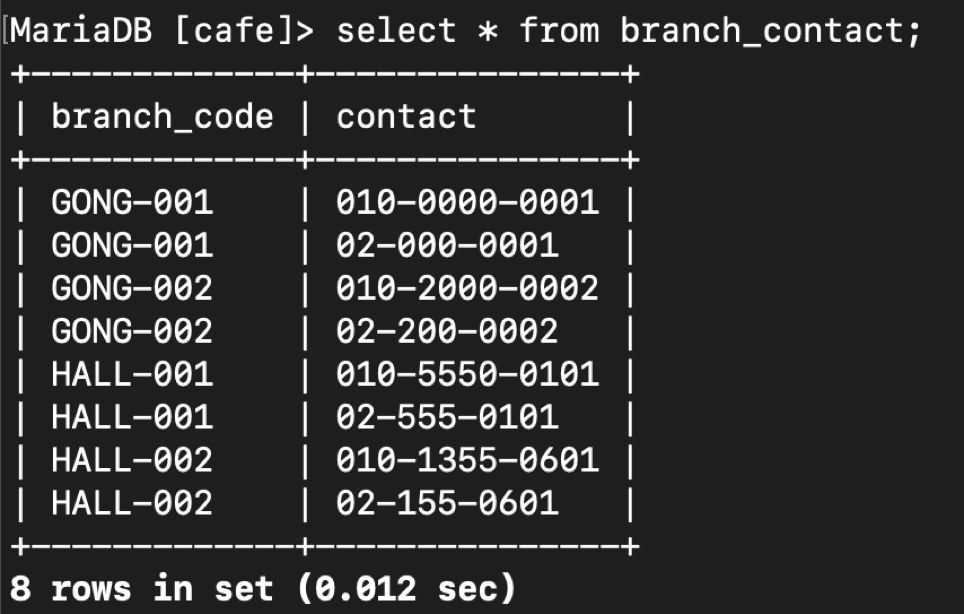 MariaDB [cafe]> select * from branch_contact;
+-------------+---------------+
| branch_code | contact       |
+-------------+---------------+
| GONG-001    | 010-0000-0001 |
| GONG-001    | 02-000-0001   |
| GONG-002    | 010-2000-0002 |
| GONG-002    | 02-200-0002   |
| HALL-001    | 010-5550-0101 |
| HALL-001    | 02-555-0101   |
| HALL-002    | 010-1355-0601 |
| HALL-002    | 02-155-0601   |
+-------------+---------------+
8 rows in set (0.012 sec)